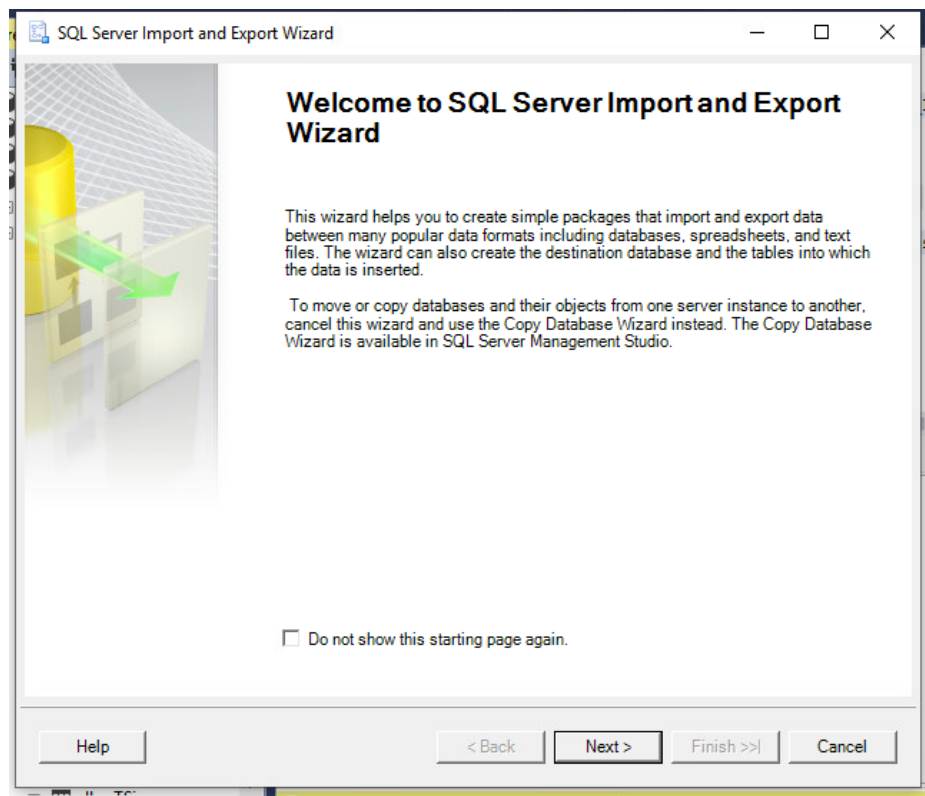 SQL Server Import and Export Wizard
Welcome to SQL Server Import and Export
Wizard
This wizard helps you to create simple packages that import and export data
between many popular data formats including databases, spreadsheets, and text
files. The wizard can also create the destination database and the tables into which
the data is inserted.
To move or copy databases and their objects from one server instance to another,
cancel this wizard and use the Copy Database Wizard instead. The Copy Database
Wizard is available in SQL Server Management Studio.
Do not show this starting page again.
Help
< Back
Next >
Finish >>|
Cancel